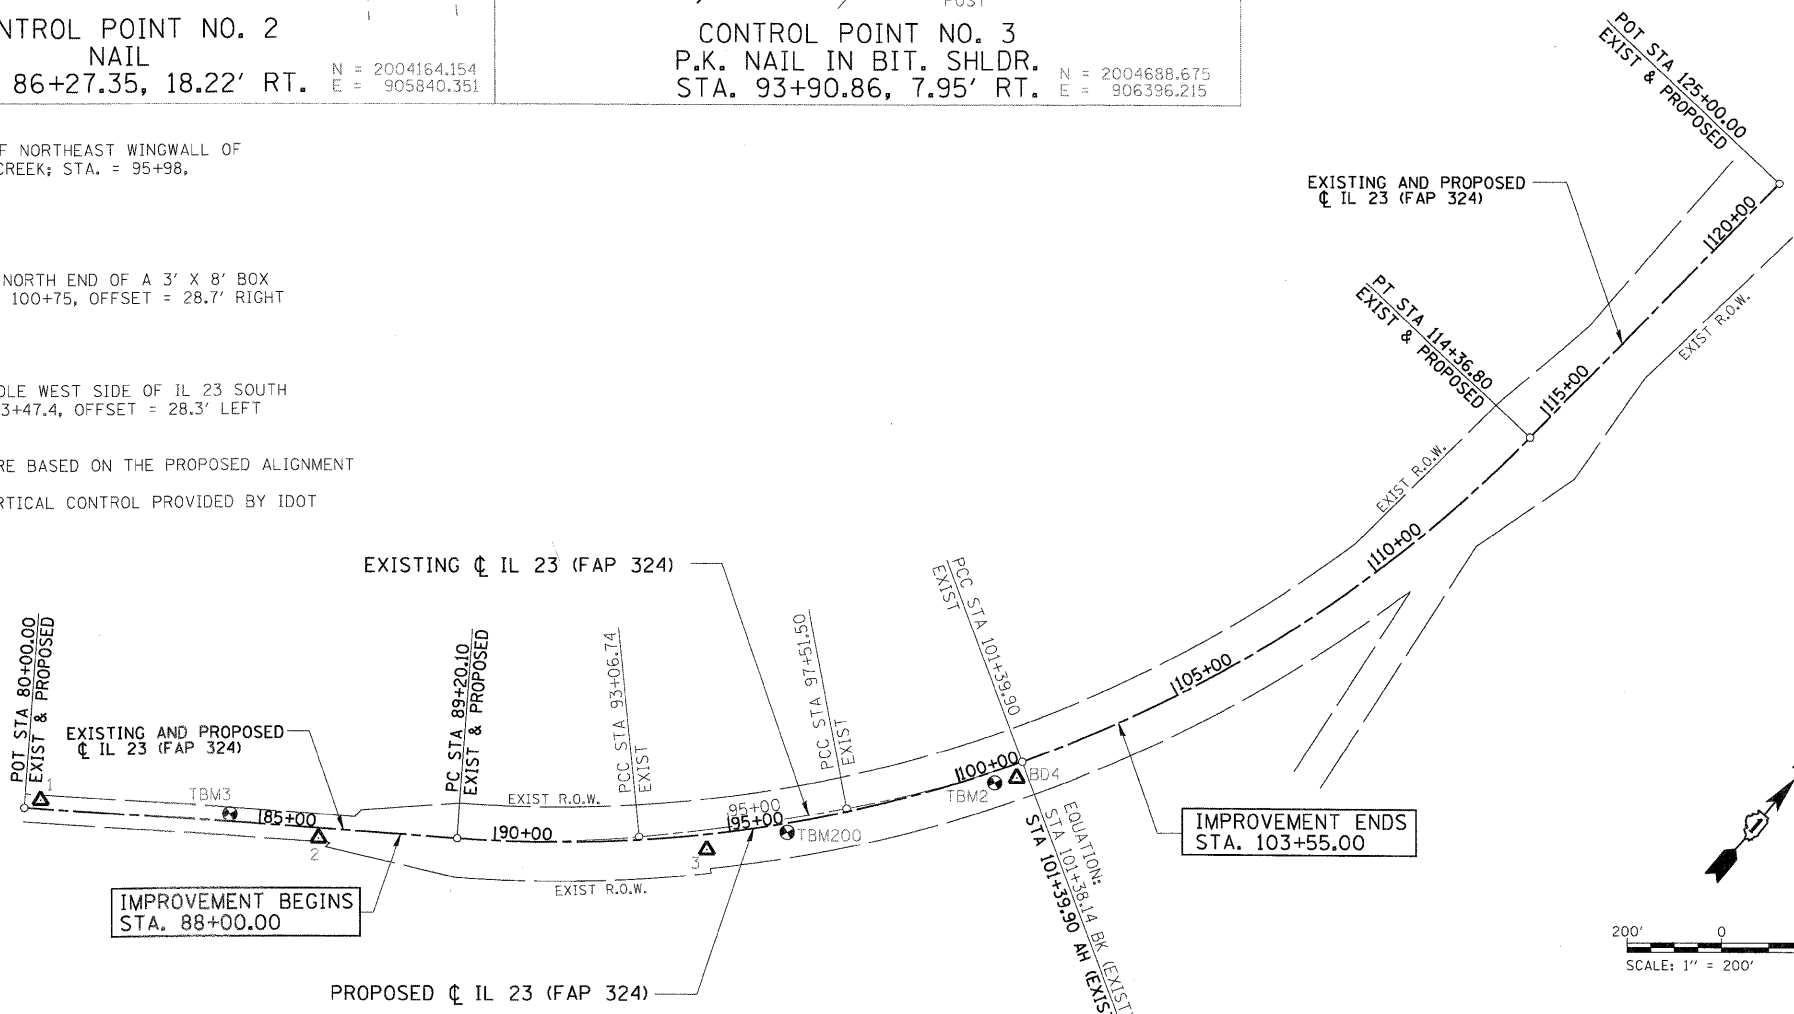 NTROL POINT NO. 2
NAIL
86+27.35, 18.22' RT.
N = 2004164.154
E = 905840.351
POST
CONTROL POINT NO. 3
P.K. NAIL IN BIT. SHLDR.
STA. 93+90.86, 7.95' RT.
N = 2004688.675
E = 906396.215
F NORTHEAST WINGWALL OF
CREEK; STA. = 95+98,
NORTH END OF A 3' X 8' BOX
100+75, OFFSET = 28.7' RIGHT
OLE WEST SIDE OF IL 23 SOUTH
3+47.4, OFFSET = 28.3' LEFT
RE BASED ON THE PROPOSED ALIGNMENT
RTICAL CONTROL PROVIDED BY IDOT
POT STA 125+00.00
EXIST & PROPOSED
EXISTING AND PROPOSED
℄ IL 23 (FAP 324)
120+00
EXIST R.O.W.
PT STA 114+36.80
EXIST & PROPOSED
115+00
EXIST R.O.W.
110+00
EXISTING ℄ IL 23 (FAP 324)
PCC STA 101+39.90
EXIST
105+00
POT STA 80+00.00
EXIST & PROPOSED
EXISTING AND PROPOSED
℄ IL 23 (FAP 324)
PC STA 89+20.10
EXIST & PROPOSED
PCC STA 93+06.74
EXIST
PCC STA 97+51.50
EXIST
1
TBM3
85+00
2
EXIST R.O.W.
90+00
95+00
95+00
3
TBM200
100+00
TBM2
BD4
EXIST R.O.W.
IMPROVEMENT BEGINS
STA. 88+00.00
IMPROVEMENT ENDS
STA. 103+55.00
EQUATION:
STA 101+38.14 BK (EXIST
STA 101+39.90 AH (EXIS
PROPOSED ℄ IL 23 (FAP 324)
200' 0
SCALE: 1" = 200'